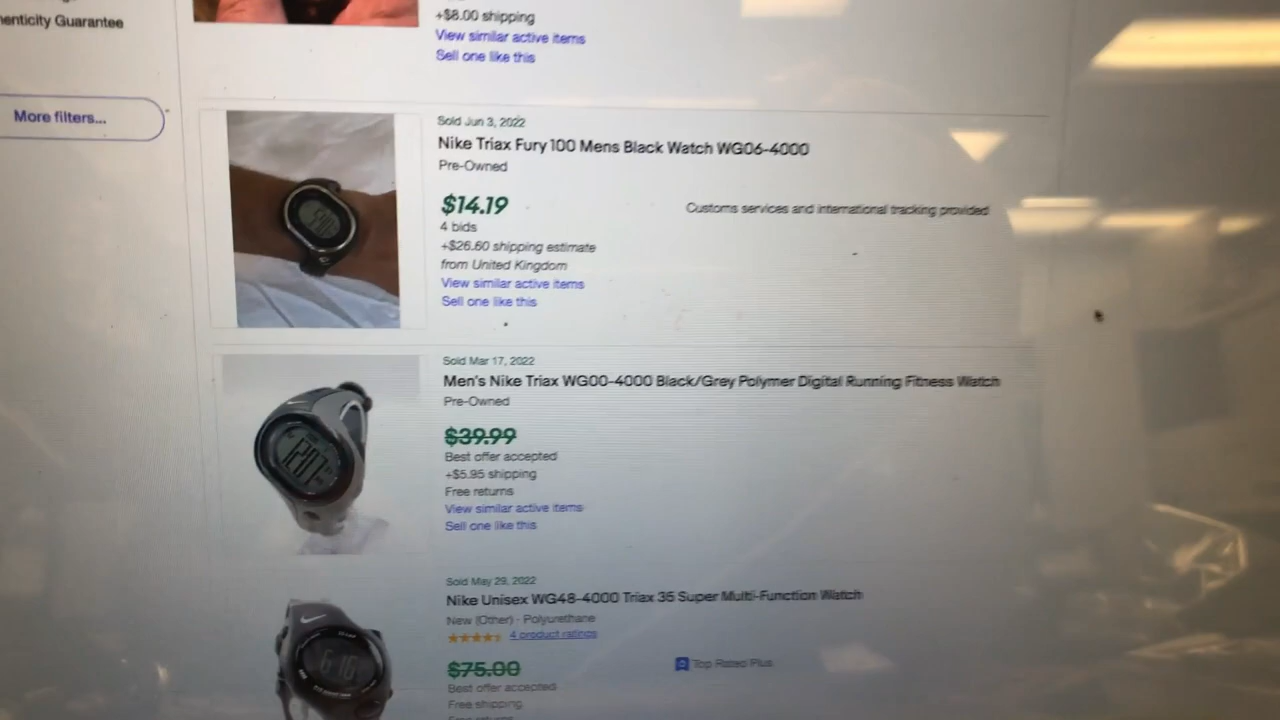 enticity Guarantee
More filters...
+$8.00 shipping
View similar active items
Sell one like this
Sold Jun 3, 2022
Nike Triax Fury 100 Mens Black Watch WG06-4000
Pre-Owned
$14.19
4 bids
+$26.60 shipping estimate
from United Kingdom
Customs services and international tracking provided
View similar active items
Sell one like this
Sold Mar 17, 2022
Men's Nike Triax WG00-4000 Black/Grey Polymer Digital Running Fitness Watch
Pre-Owned
$39.99
Best offer accepted
+$5.95 shipping
Free returns
View similar active items
Sell one like this
Sold May 29, 2022
Nike Unisex WG48-4000 Triax 35 Super Multi-Function Watch
New (Other) · Polyurethane
4 product ratings
$75.00
Top Rated Plus
Best offer accepted
Free shipping
Free returns